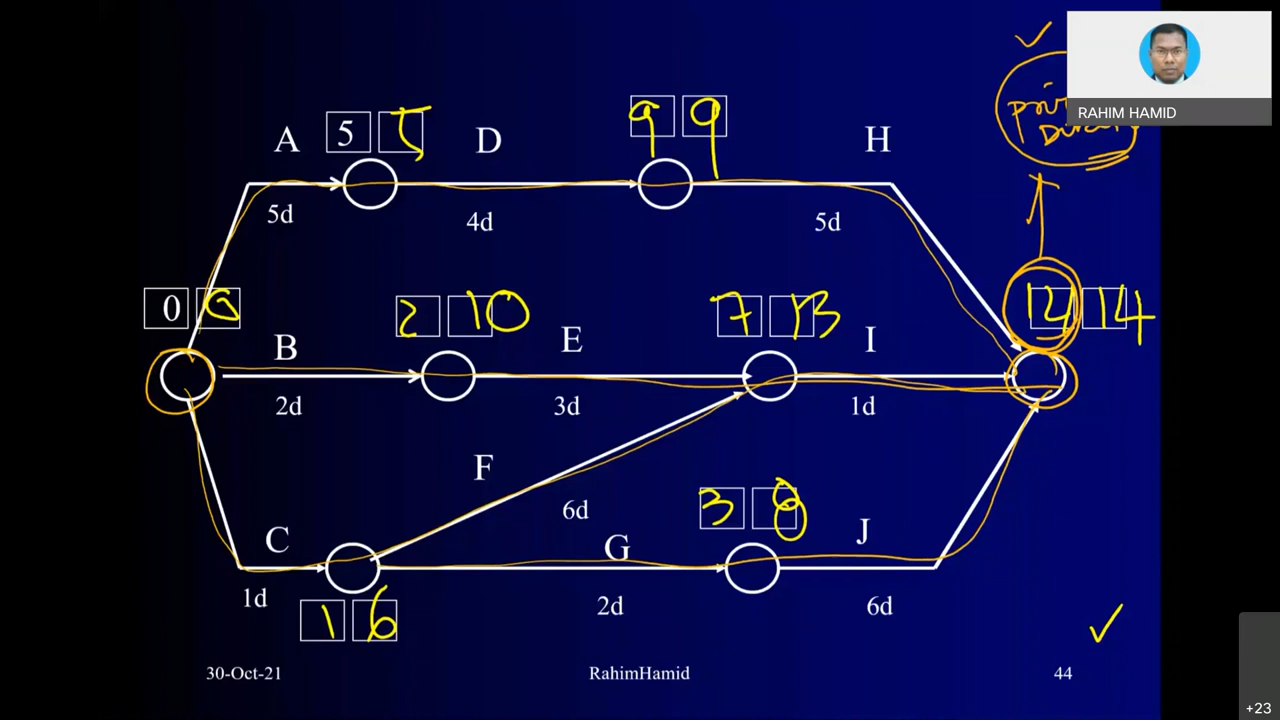 RAHIM HAMID
A 5 5 D 9 9 H
5d 4d 5d
0 0 2 10 7 13 14 14
B E I
2d 3d 1d
F
6d
3 8
C G J
1d 2d 6d
1 6
30-Oct-21 RahimHamid 44
+23